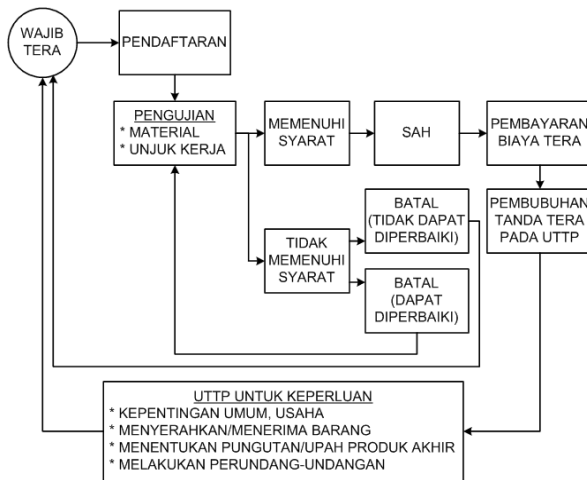 WAJIB
TERA
PENDAFTARAN
PENGUJIAN
* MATERIAL
* UNJUK KERJA
MEMENUHI
SYARAT
SAH
PEMBAYARAN
BIAYA TERA
PEMBUBUHAN
TANDA TERA
PADA UTTP
TIDAK
MEMENUHI
SYARAT
BATAL
(TIDAK DAPAT
DIPERBAIKI)
BATAL
(DAPAT
DIPERBAIKI)
UTTP UNTUK KEPERLUAN
* KEPENTINGAN UMUM, USAHA
* MENYERAHKAN/MENERIMA BARANG
* MENENTUKAN PUNGUTAN/UPAH PRODUK AKHIR
* MELAKUKAN PERUNDANG-UNDANGAN